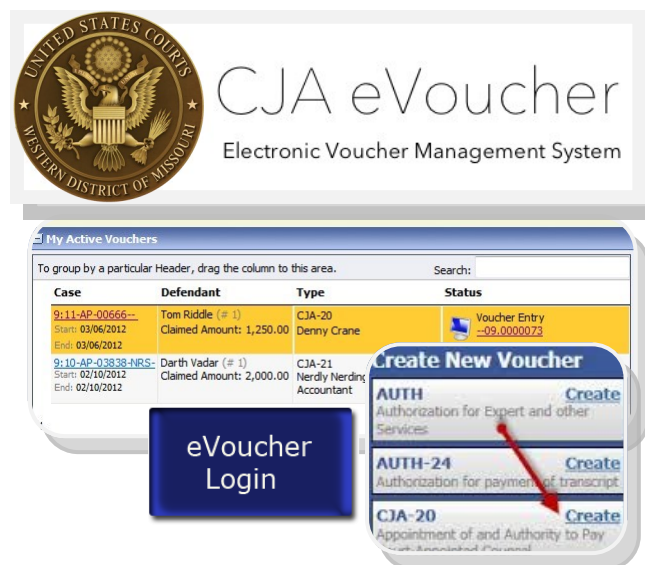 UNITED STATES COURTS
WESTERN DISTRICT OF MISSOURI
CJA eVoucher
Electronic Voucher Management System
My Active Vouchers
To group by a particular Header, drag the column to this area. Search:
Case Defendant Type Status
9:11-AP-00666-- Tom Riddle (# 1) CJA-20 Voucher Entry
Start: 03/06/2012 Claimed Amount: 1,250.00 Denny Crane --09.0000073
End: 03/06/2012
9:10-AP-03838-NRS- Darth Vadar (# 1) CJA-21
Start: 02/10/2012 Claimed Amount: 2,000.00 Nerdly Nerding
End: 02/10/2012 Accountant
eVoucher
Login
Create New Voucher
AUTH Create
Authorization for Expert and other
Services
AUTH-24 Create
Authorization for payment of transcript
CJA-20 Create
Appointment of and Authority to Pay
Court-Appointed Counsel